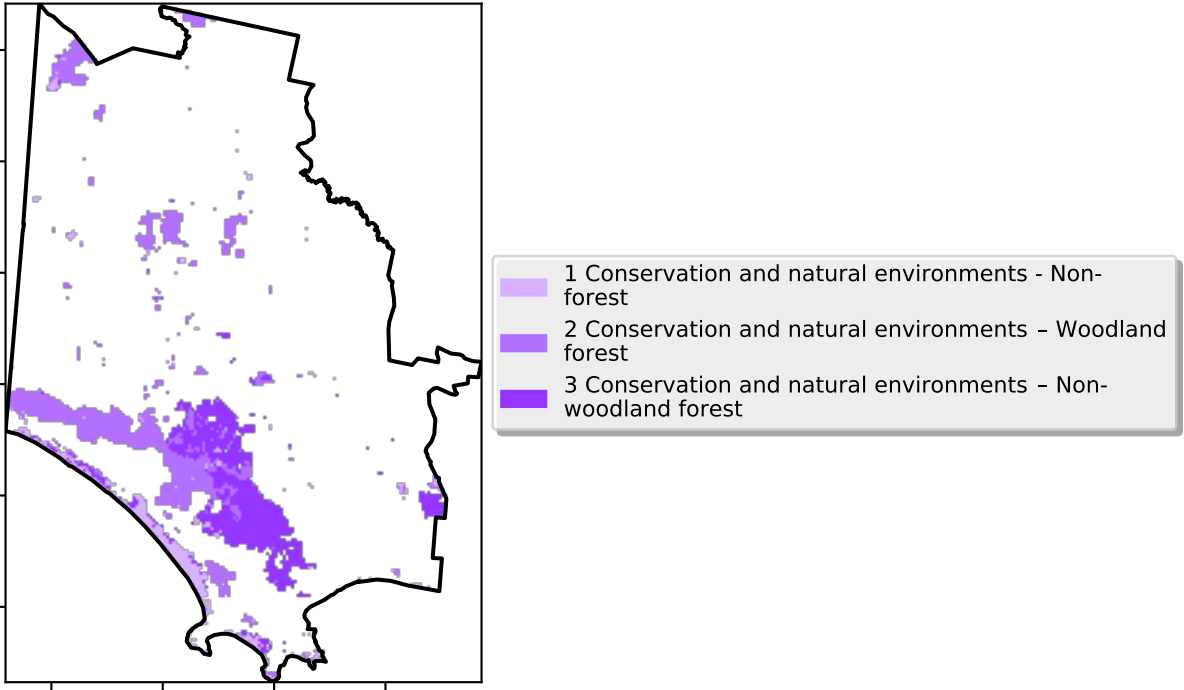 1 Conservation and natural environments - Non-
forest
2 Conservation and natural environments – Woodland
forest
3 Conservation and natural environments – Non-
woodland forest